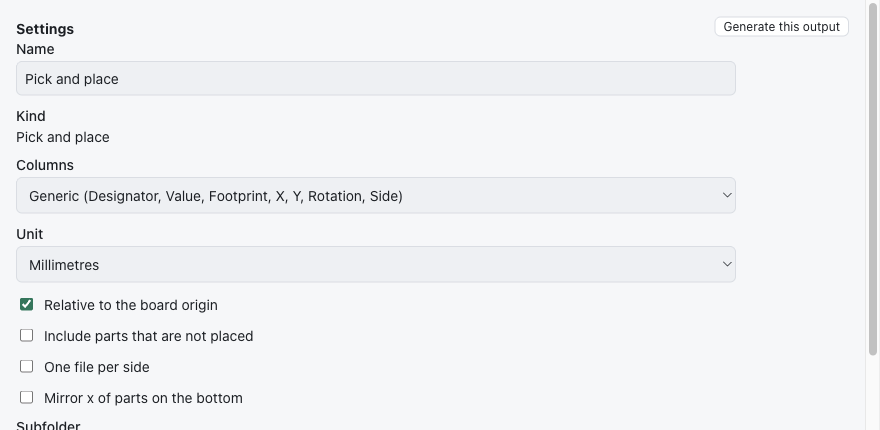 Settings
Generate this output
Name
Pick and place
Kind
Pick and place
Columns
Generic (Designator, Value, Footprint, X, Y, Rotation, Side)
Unit
Millimetres
Relative to the board origin
Include parts that are not placed
One file per side
Mirror x of parts on the bottom
Subfolder